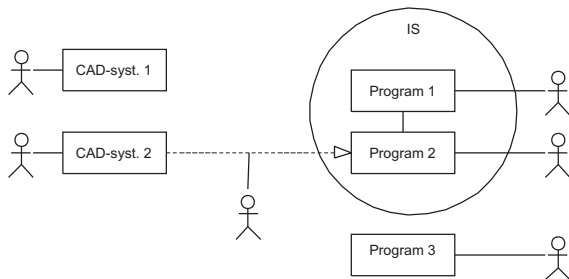 IS
CAD-syst. 1
Program 1
CAD-syst. 2
Program 2
Program 3